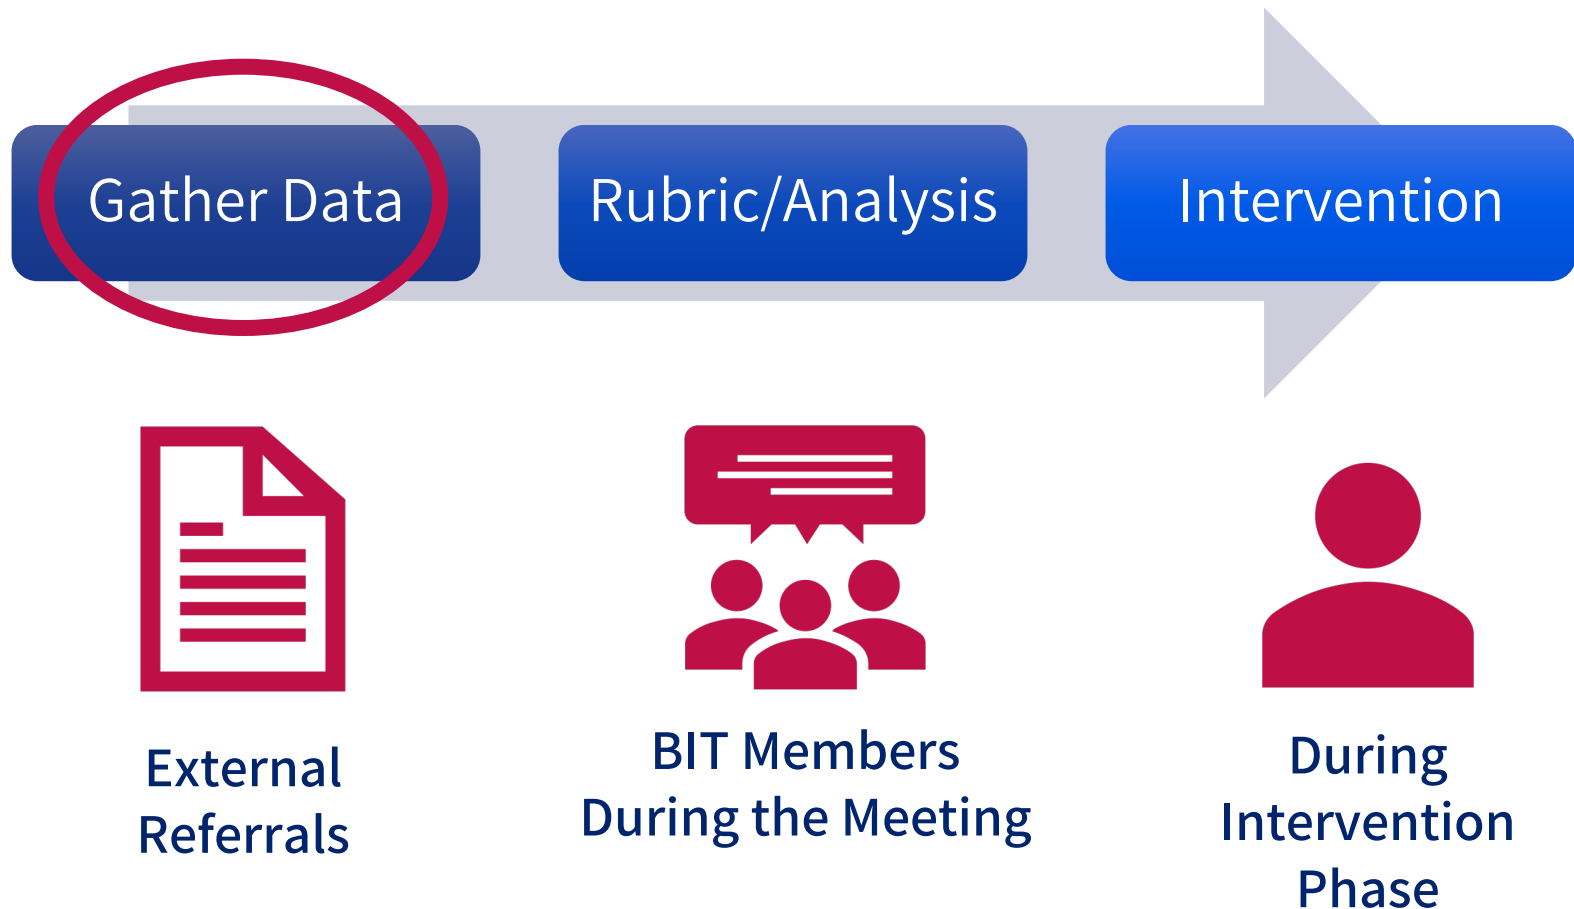 Gather Data
Rubric/Analysis
Intervention
External
Referrals
BIT Members
During the Meeting
During
Intervention
Phase